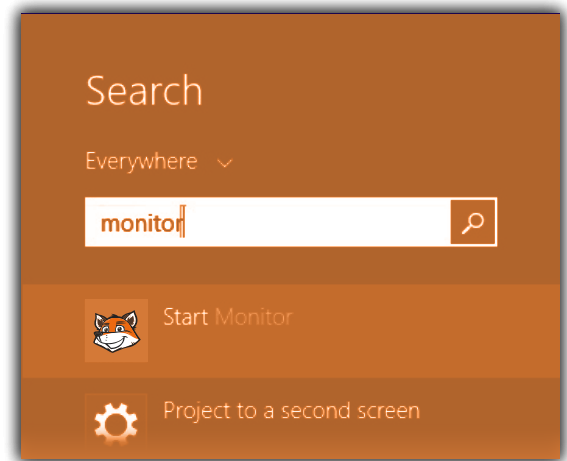 Search
Everywhere
monitor
Start Monitor
Project to a second screen